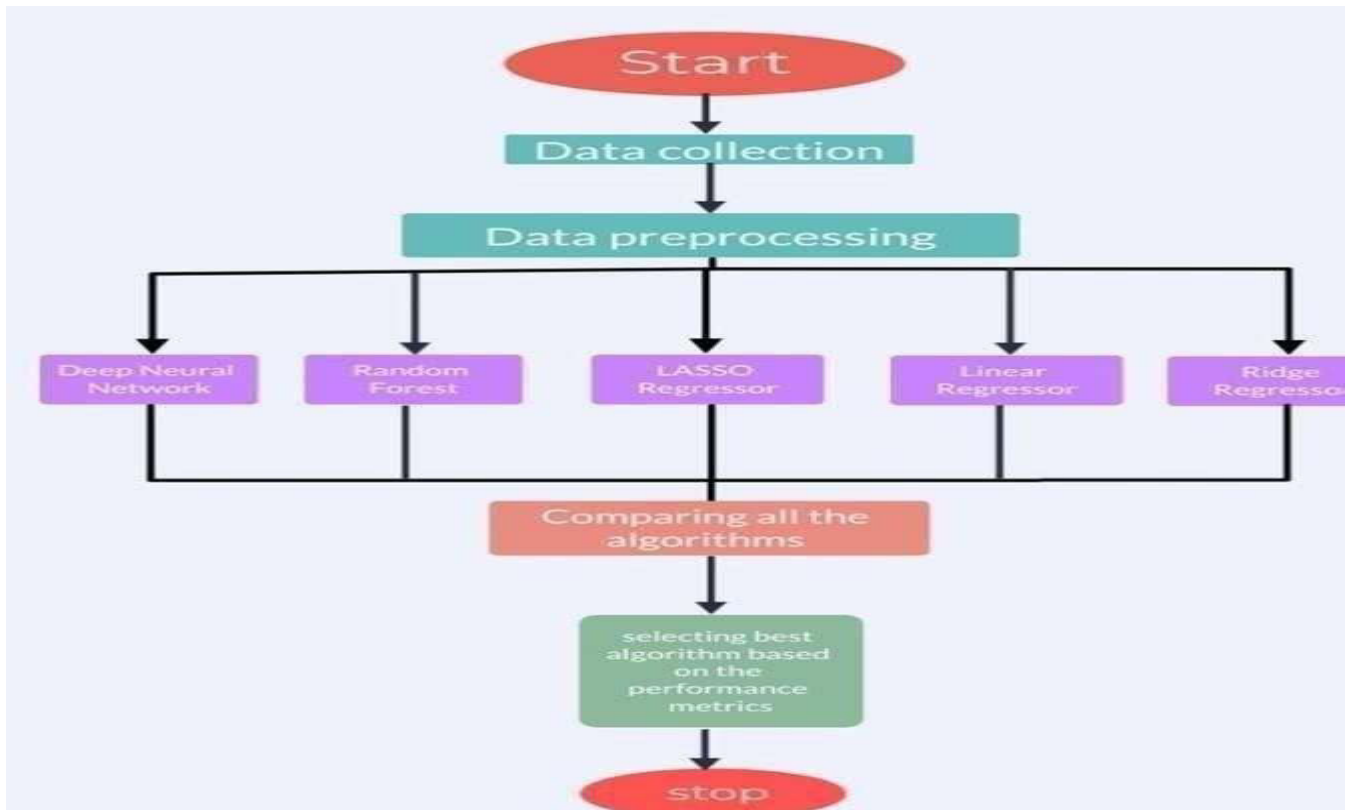 Start
Data collection
Data preprocessing
Deep Neural
Network
Random
Forest
LASSO
Regressor
Linear
Regressor
Ridge
Regresso
Comparing all the
algorithms
selecting best
algorithm based
on the
performance
metrics
stop